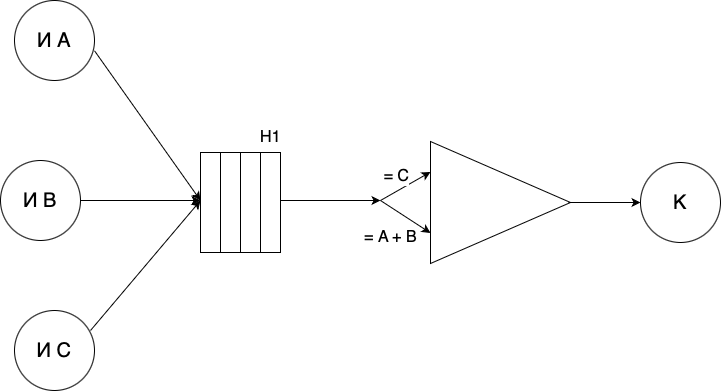 И А
Н1
= С
И В
К
= А + В
И С